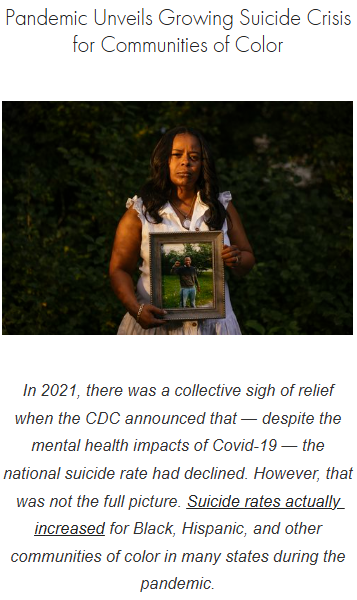 Pandemic Unveils Growing Suicide Crisis
for Communities of Color
In 2021, there was a collective sigh of relief
when the CDC announced that — despite the
mental health impacts of Covid-19 — the
national suicide rate had declined. However, that
was not the full picture. Suicide rates actually
increased for Black, Hispanic, and other
communities of color in many states during the
pandemic.